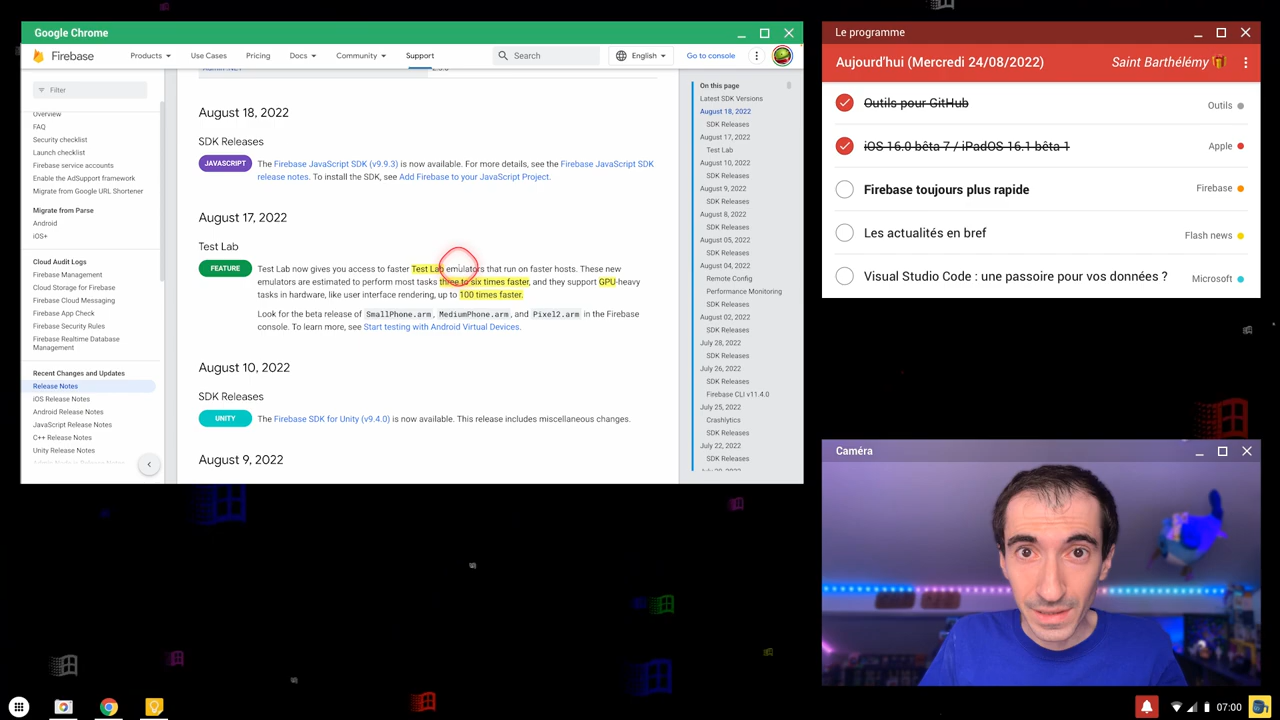 Google Chrome
Firebase
Products
Use Cases
Pricing
Docs
Community
Support
Search
English
Go to console
Filter
Overview
FAQ
Security checklist
Launch checklist
Firebase service accounts
Enable the AdSupport framework
Migrate from Google URL Shortener
Migrate from Parse
Android
iOS+
Cloud Audit Logs
Firebase Management
Cloud Storage for Firebase
Firebase Cloud Messaging
Firebase App Check
Firebase Security Rules
Firebase Realtime Database
Management
Recent Changes and Updates
Release Notes
iOS Release Notes
Android Release Notes
JavaScript Release Notes
C++ Release Notes
Unity Release Notes
August 18, 2022
SDK Releases
JAVASCRIPT
The Firebase JavaScript SDK (v9.9.3) is now available. For more details, see the Firebase JavaScript SDK
release notes. To install the SDK, see Add Firebase to your JavaScript Project.
August 17, 2022
Test Lab
FEATURE
Test Lab now gives you access to faster Test Lab emulators that run on faster hosts. These new
emulators are estimated to perform most tasks three to six times faster, and they support GPU-heavy
tasks in hardware, like user interface rendering, up to 100 times faster.
Look for the beta release of SmallPhone.arm, MediumPhone.arm, and Pixel2.arm in the Firebase
console. To learn more, see Start testing with Android Virtual Devices.
August 10, 2022
SDK Releases
UNITY
The Firebase SDK for Unity (v9.4.0) is now available. This release includes miscellaneous changes.
August 9, 2022
On this page
Latest SDK Versions
August 18, 2022
SDK Releases
August 17, 2022
Test Lab
August 10, 2022
SDK Releases
August 9, 2022
SDK Releases
August 8, 2022
SDK Releases
August 05, 2022
SDK Releases
August 04, 2022
Remote Config
Performance Monitoring
SDK Releases
August 02, 2022
SDK Releases
July 28, 2022
SDK Releases
July 26, 2022
SDK Releases
Firebase CLI v11.4.0
July 25, 2022
Crashlytics
SDK Releases
July 22, 2022
SDK Releases
Le programme
Aujourd'hui (Mercredi 24/08/2022)
Saint Barthélémy
Outils pour GitHub
Outils
iOS 16.0 bêta 7 / iPadOS 16.1 bêta 1
Apple
Firebase toujours plus rapide
Firebase
Les actualités en bref
Flash news
Visual Studio Code : une passoire pour vos données ?
Microsoft
Caméra
07:00